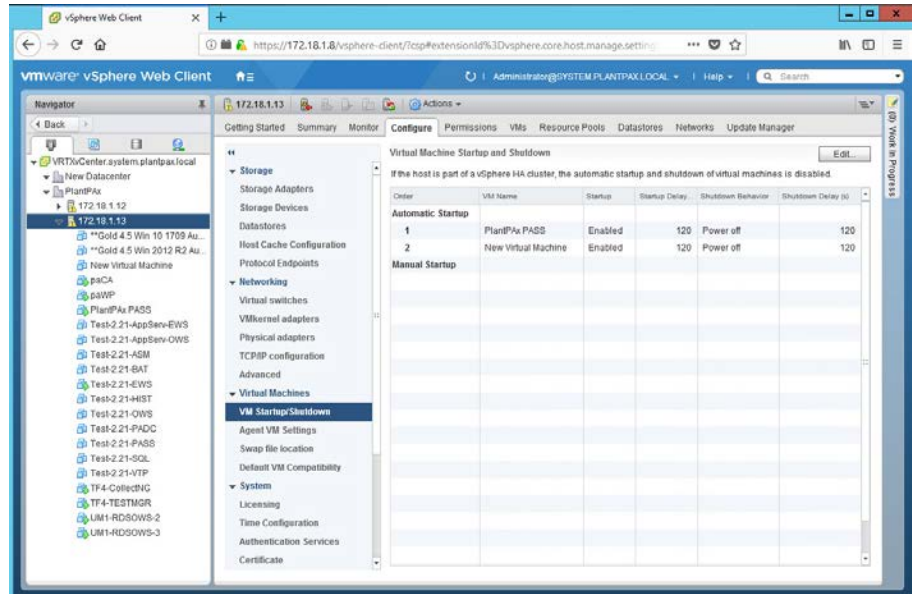 vSphere Web Client
https://172.18.1.8/vsphere-client/?csp#extensionId%3Dvsphere.core.host.manage.setting
vmware® vSphere Web Client
Administrator@SYSTEM.PLANTPAX.LOCAL
Help
Search
Navigator
Back
VRTXvCenter.system.plantpax.local
New Datacenter
PlantPAx
172.18.1.12
172.18.1.13
**Gold 4.5 Win 10 1709 Au...
**Gold 4.5 Win 2012 R2 Au...
New Virtual Machine
paCA
paWP
PlantPAx PASS
Test-2.21-AppServ-EWS
Test-2.21-AppServ-OWS
Test-2.21-ASM
Test-2.21-BAT
Test-2.21-EWS
Test-2.21-HIST
Test-2.21-OWS
Test-2.21-PADC
Test-2.21-PASS
Test-2.21-SQL
Test-2.21-VTP
TF4-CollectNG
TF4-TESTMGR
UM1-RDSOWS-2
UM1-RDSOWS-3
172.18.1.13 Actions
Getting Started Summary Monitor Configure Permissions VMs Resource Pools Datastores Networks Update Manager
Storage
Storage Adapters
Storage Devices
Datastores
Host Cache Configuration
Protocol Endpoints
Networking
Virtual switches
VMkernel adapters
Physical adapters
TCP/IP configuration
Advanced
Virtual Machines
VM Startup/Shutdown
Agent VM Settings
Swap file location
Default VM Compatibility
System
Licensing
Time Configuration
Authentication Services
Certificate
Virtual Machine Startup and Shutdown
Edit...
If the host is part of a vSphere HA cluster, the automatic startup and shutdown of virtual machines is disabled.
Order VM Name Startup Startup Delay... Shutdown Behavior Shutdown Delay (s)
Automatic Startup
1 PlantPAx PASS Enabled 120 Power off 120
2 New Virtual Machine Enabled 120 Power off 120
Manual Startup
(0) Work In Progress